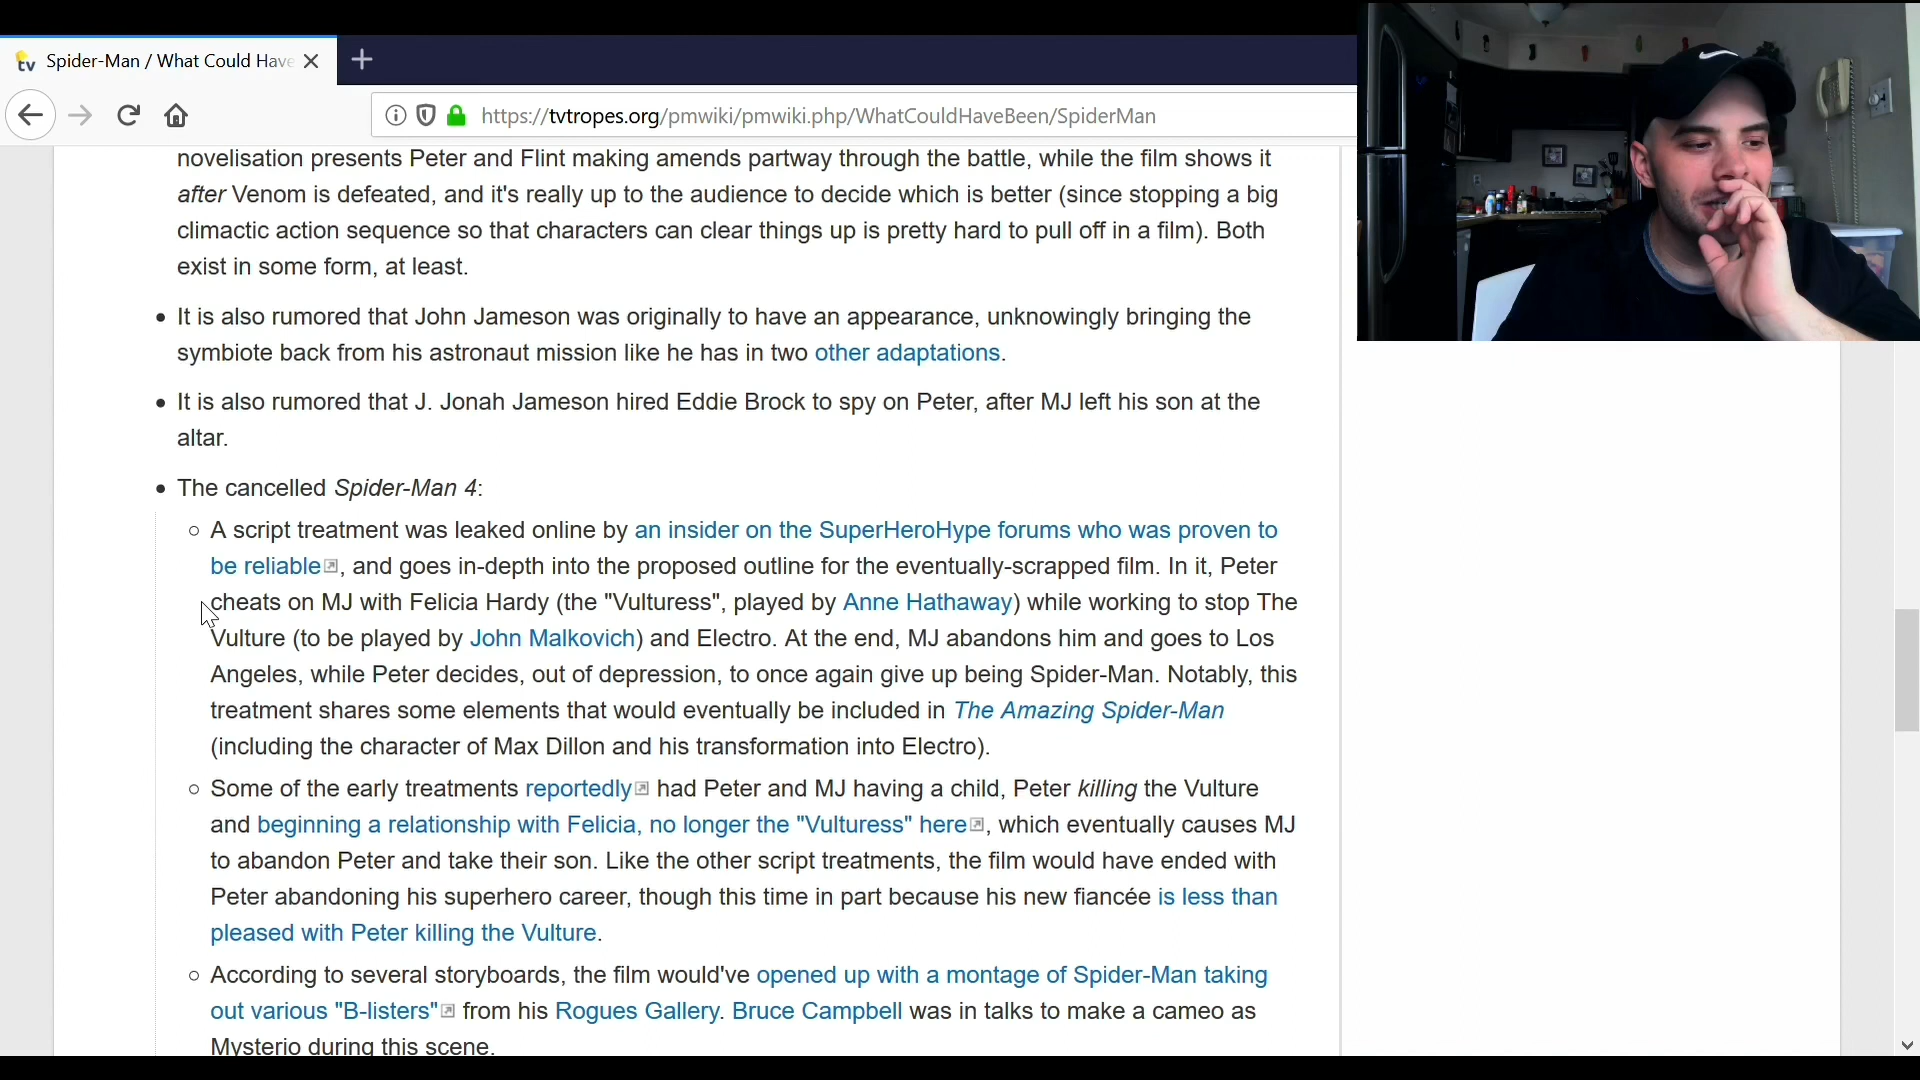 tv Spider-Man / What Could Have
https://tvtropes.org/pmwiki/pmwiki.php/WhatCouldHaveBeen/SpiderMan
novelisation presents Peter and Flint making amends partway through the battle, while the film shows it
after Venom is defeated, and it's really up to the audience to decide which is better (since stopping a big
climactic action sequence so that characters can clear things up is pretty hard to pull off in a film). Both
exist in some form, at least.
• It is also rumored that John Jameson was originally to have an appearance, unknowingly bringing the
symbiote back from his astronaut mission like he has in two other adaptations.
• It is also rumored that J. Jonah Jameson hired Eddie Brock to spy on Peter, after MJ left his son at the
altar.
• The cancelled Spider-Man 4:
○ A script treatment was leaked online by an insider on the SuperHeroHype forums who was proven to
be reliable, and goes in-depth into the proposed outline for the eventually-scrapped film. In it, Peter
cheats on MJ with Felicia Hardy (the "Vulturess", played by Anne Hathaway) while working to stop The
Vulture (to be played by John Malkovich) and Electro. At the end, MJ abandons him and goes to Los
Angeles, while Peter decides, out of depression, to once again give up being Spider-Man. Notably, this
treatment shares some elements that would eventually be included in The Amazing Spider-Man
(including the character of Max Dillon and his transformation into Electro).
○ Some of the early treatments reportedly had Peter and MJ having a child, Peter killing the Vulture
and beginning a relationship with Felicia, no longer the "Vulturess" here, which eventually causes MJ
to abandon Peter and take their son. Like the other script treatments, the film would have ended with
Peter abandoning his superhero career, though this time in part because his new fiancée is less than
pleased with Peter killing the Vulture.
○ According to several storyboards, the film would've opened up with a montage of Spider-Man taking
out various "B-listers" from his Rogues Gallery. Bruce Campbell was in talks to make a cameo as
Mysterio during this scene.